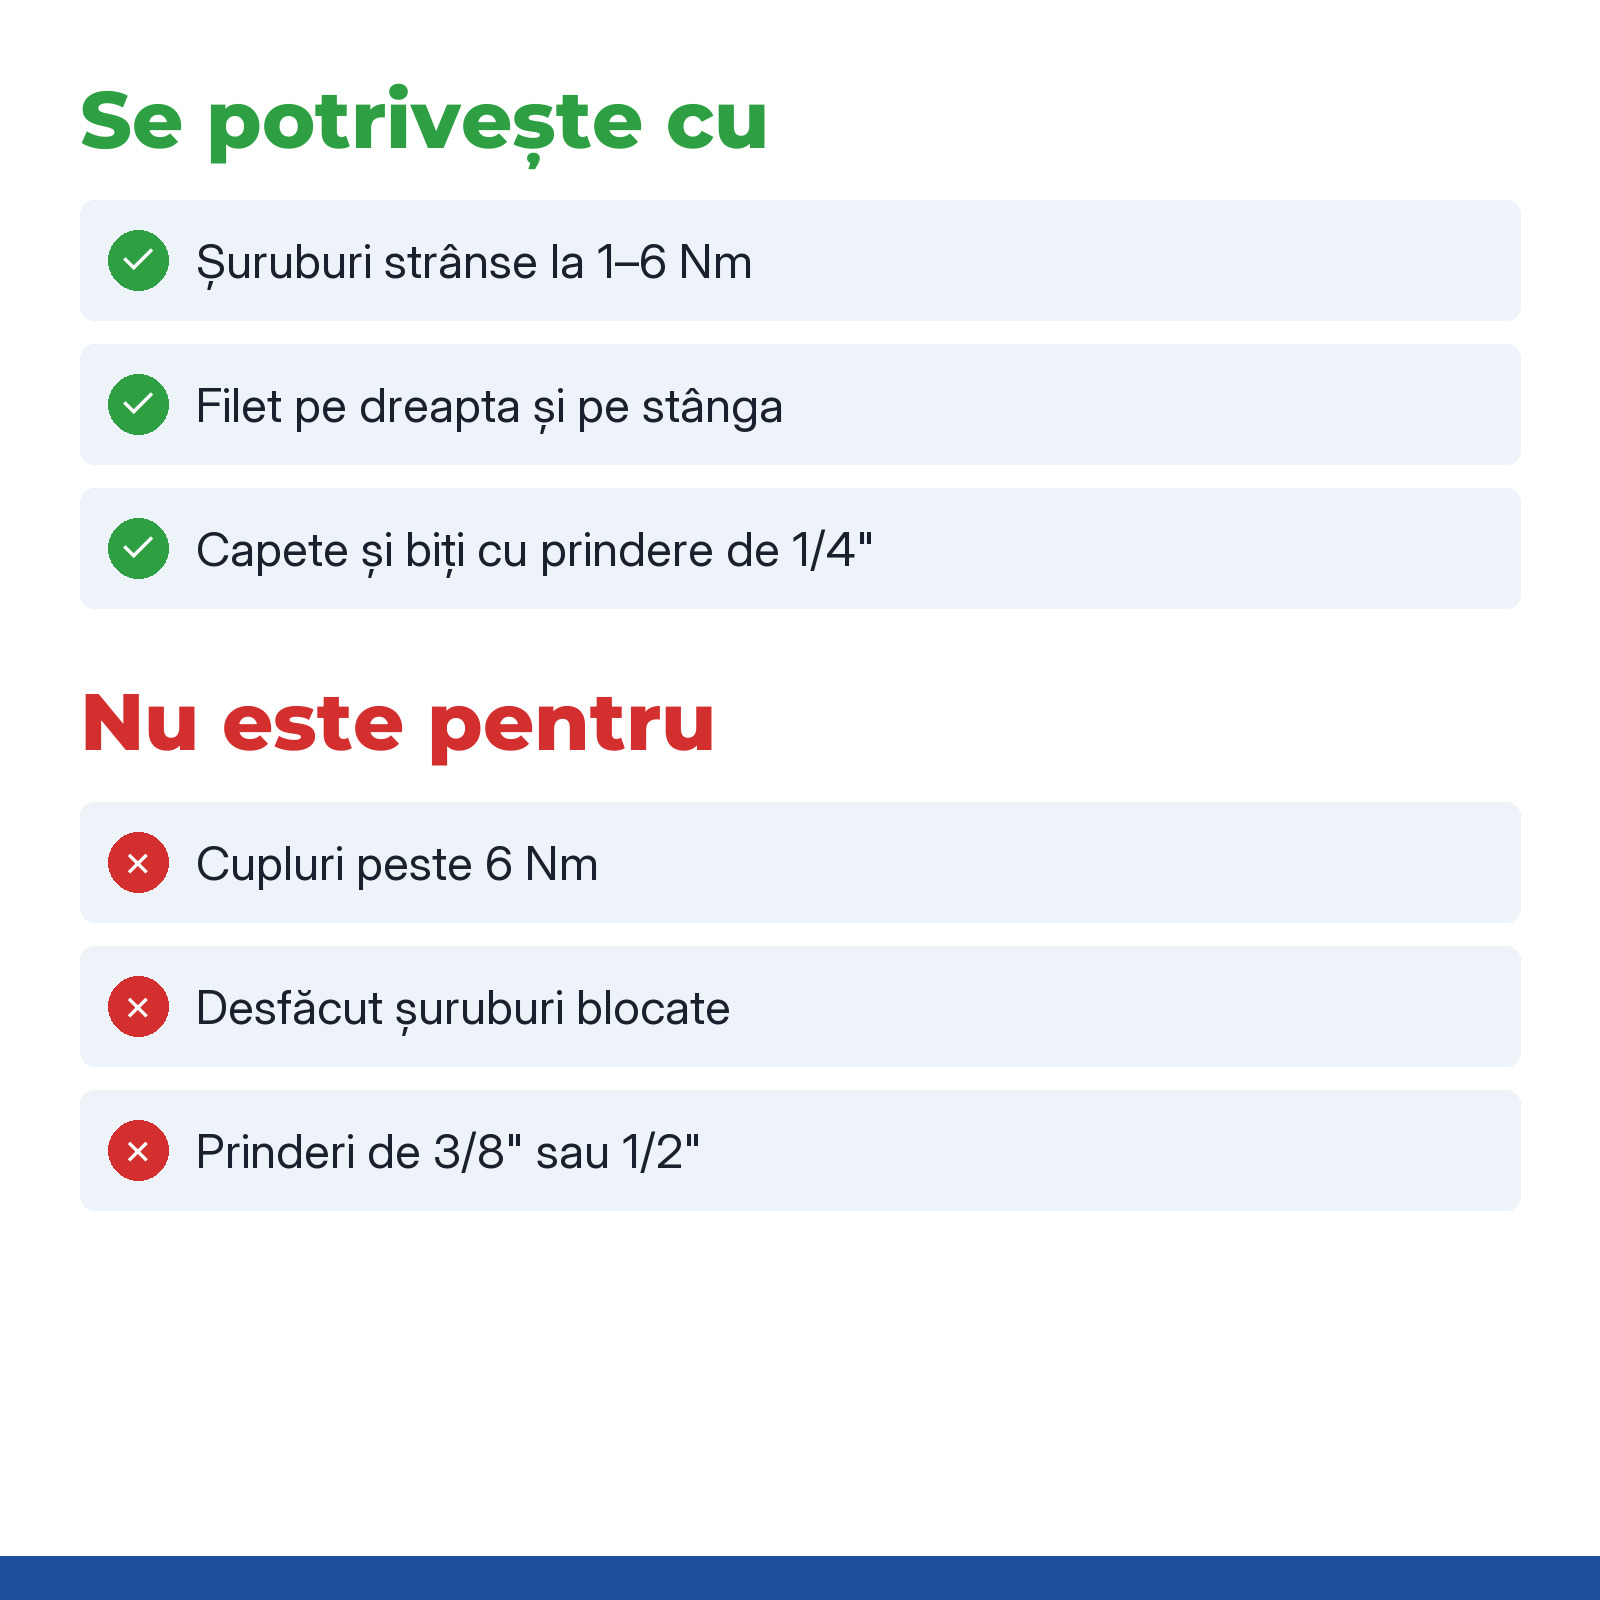 Se potrivește cu
Șuruburi strânse la 1–6 Nm
Filet pe dreapta și pe stânga
Capete și biți cu prindere de 1/4"
Nu este pentru
Cupluri peste 6 Nm
Desfăcut șuruburi blocate
Prinderi de 3/8" sau 1/2"